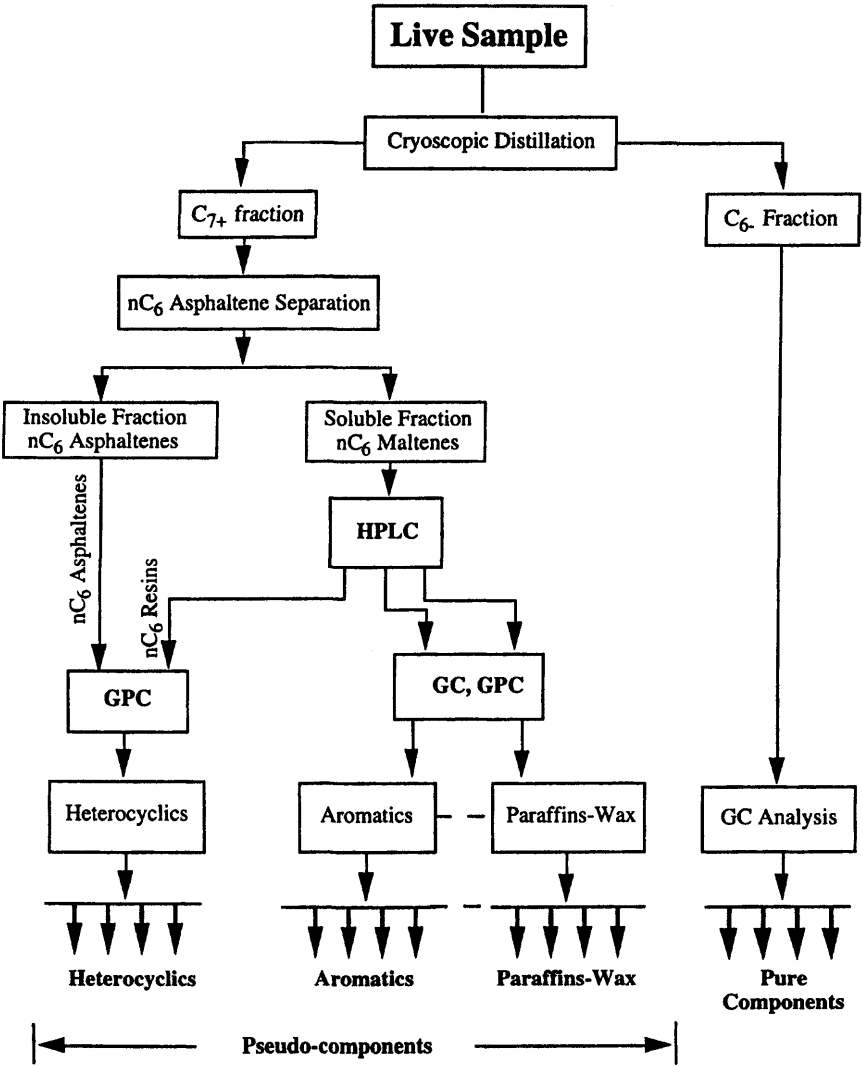 Live Sample
Cryoscopic Distillation
C7+ fraction
C6- Fraction
nC6 Asphaltene Separation
Insoluble Fraction
nC6 Asphaltenes
Soluble Fraction
nC6 Maltenes
HPLC
nC6 Asphaltenes
nC6 Resins
GPC
GC, GPC
Heterocyclics
Aromatics
Paraffins-Wax
GC Analysis
Heterocyclics
Aromatics
Paraffins-Wax
Pure
Components
Pseudo-components